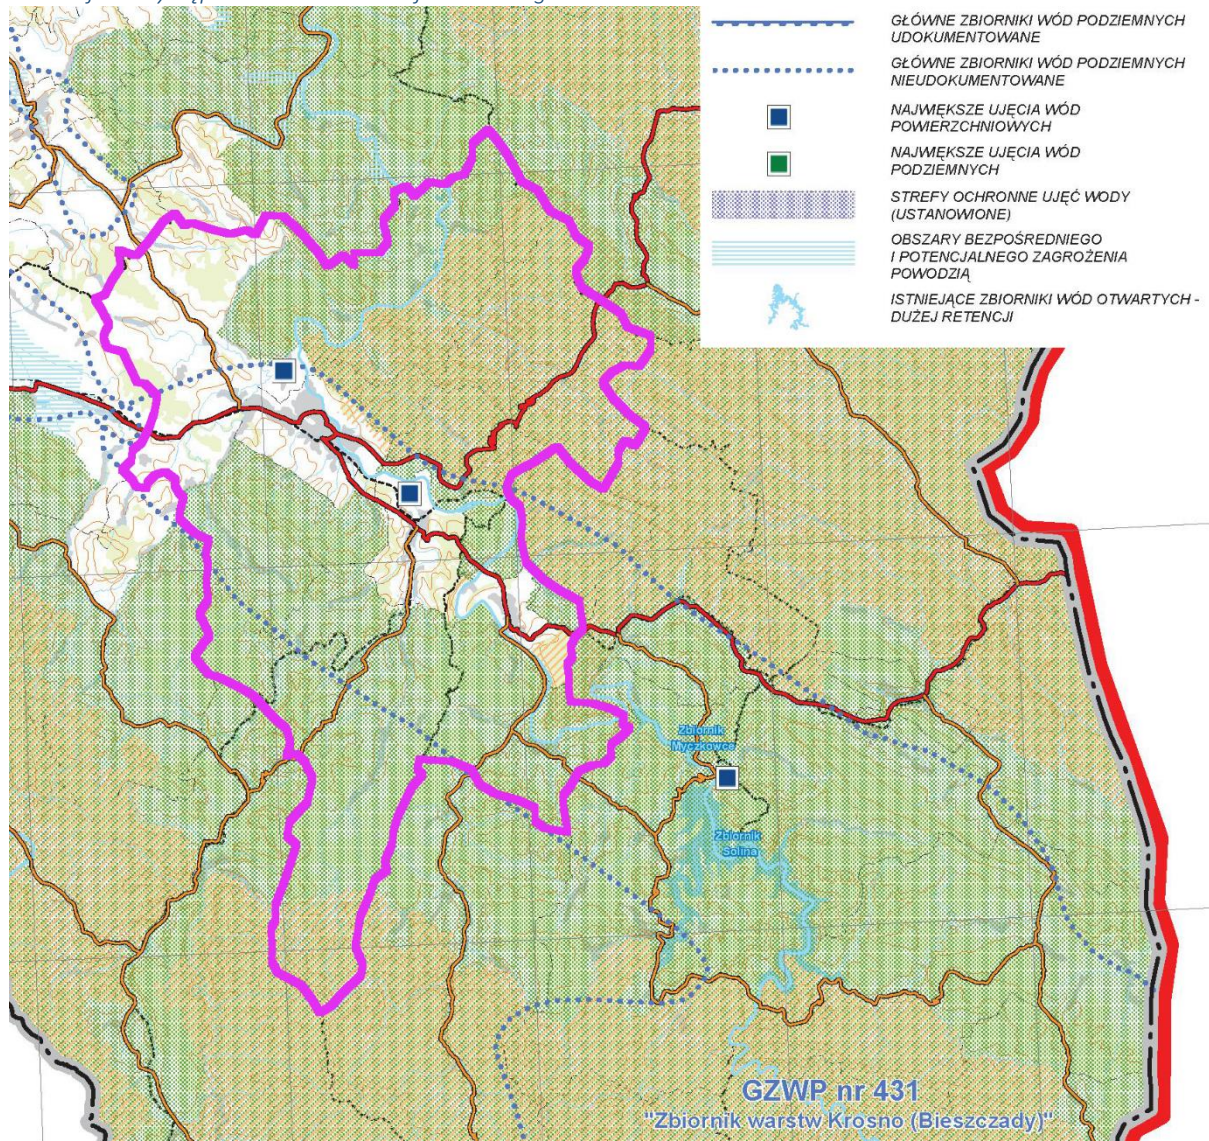 GŁÓWNE ZBIORNIKI WÓD PODZIEMNYCH
UDOKUMENTOWANE
GŁÓWNE ZBIORNIKI WÓD PODZIEMNYCH
NIEUDOKUMENTOWANE
NAJWIĘKSZE UJĘCIA WÓD
POWIERZCHNIOWYCH
NAJWIĘKSZE UJĘCIA WÓD
PODZIEMNYCH
STREFY OCHRONNE UJĘĆ WODY
(USTANOWIONE)
OBSZARY BEZPOŚREDNIEGO
I POTENCJALNEGO ZAGROŻENIA
POWODZIĄ
ISTNIEJĄCE ZBIORNIKI WÓD OTWARTYCH -
DUŻEJ RETENCJI
Zbiornik
Myczkowce
Zbiornik
Solina
GZWP nr 431
"Zbiornik warstw Krosno (Bieszczady)"